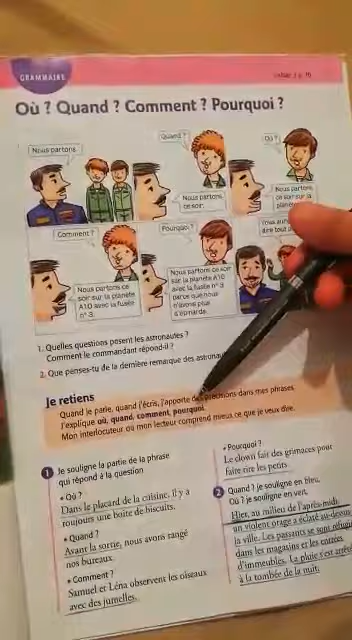 GRAMMAIRE
Où ? Quand ? Comment ? Pourquoi ?
Nous partons.
Quand ?
Nous partons
ce soir.
Où ?
Nous partons
ce soir sur la
Comment ?
Nous partons ce
soir sur la planète
A10 avec la fusée
n° 3.
Pourquoi ?
Nous partons ce soir
sur la planète A10
avec la fusée n° 3
parce que nous
n'avons plus
dire tout
1. Quelles questions posent les astronautes ?
Comment le commandant répond-il ?
2. Que penses-tu de la dernière remarque des
Je retiens
Quand je parle, quand j'écris, j'apporte des précisions dans mes phrases
J'explique où, quand, comment, pourquoi.
Mon interlocuteur ou mon lecteur comprend mieux ce que je veux dire.
1 Je souligne la partie de la phrase
qui répond à la question
• Où ?
Dans le placard de la cuisine, il y a
toujours une boîte de biscuits.
• Quand ?
Avant la sortie, nous avons rangé
nos bureaux.
• Comment ?
Samuel et Léna observent les oiseaux
avec des jumelles.
• Pourquoi ?
Le clown fait des grimaces pour
faire rire les petits.
2 Quand ? je souligne en bleu,
Où ? je souligne en vert.
Hier, au milieu de l'après-midi,
un violent orage a éclaté au-dessus
la ville. Les passants se sont
dans les magasins et les entrées
d'immeubles. La pluie s'est
à la tombée de la nuit.